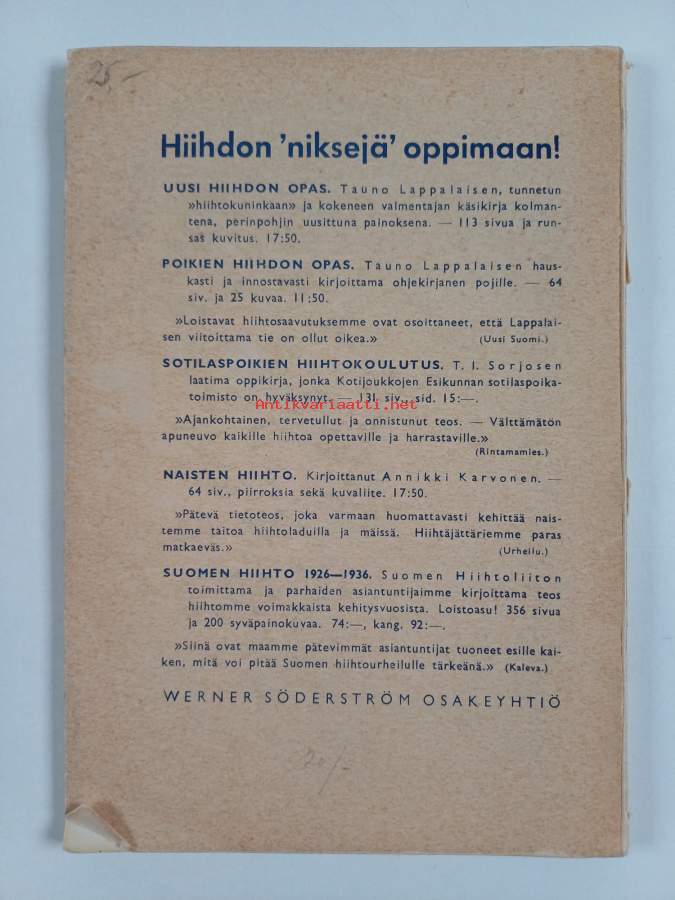 25,-
Hiihdon 'niksejä' oppimaan!
UUSI HIIHDON OPAS. Tauno Lappalaisen, tunnetun
»hiihtokuninkaan» ja kokeneen valmentajan käsikirja kolman-
tena, perinpohjin uusittuna painoksena. — 113 sivua ja run-
sas kuvitus. 17:50.
POIKIEN HIIHDON OPAS. Tauno Lappalaisen haus-
kasti ja innostavasti kirjoittama ohjekirjanen pojille. — 64
siv. ja 25 kuvaa. 11:50.
»Loistavat hiihtosaavutuksemme ovat osoittaneet, että Lappalai-
sen viitoittama tie on ollut oikea.» (Uusi Suomi.)
SOTILASPOIKIEN HIIHTOKOULUTUS. T. I. Sorjosen
laatima oppikirja, jonka Kotijoukkojen Esikunnan sotilaspoika-
toimisto on hyväksynyt. — 131 siv., sid. 15:—.
Antikvariaatti.net
»Ajankohtainen, tervetullut ja onnistunut teos. — Välttämätön
apuneuvo kaikille hiihtoa opettaville ja harrastaville.»
(Rintamamies.)
NAISTEN HIIHTO. Kirjoittanut Annikki Karvonen. —
64 siv., piirroksia sekä kuvaliite. 17:50.
»Pätevä tietoteos, joka varmaan huomattavasti kehittää nais-
temme taitoa hiihtoladuilla ja mäissä. Hiihtäjättäriemme paras
matkaeväs.» (Urheilu.)
SUOMEN HIIHTO 1926—1936. Suomen Hiihtoliiton
toimittama ja parhaiden asiantuntijaimme kirjoittama teos
hiihtomme voimakkaista kehitysvuosista. Loistoasu! 356 sivua
ja 200 syväpainokuvaa. 74:—, kang. 92:—.
»Siinä ovat maamme pätevimmät asiantuntijat tuoneet esille kai-
ken, mitä voi pitää Suomen hiihtourheilulle tärkeänä.» (Kaleva.)
WERNER SÖDERSTRÖM OSAKEYHTIÖ
20/-